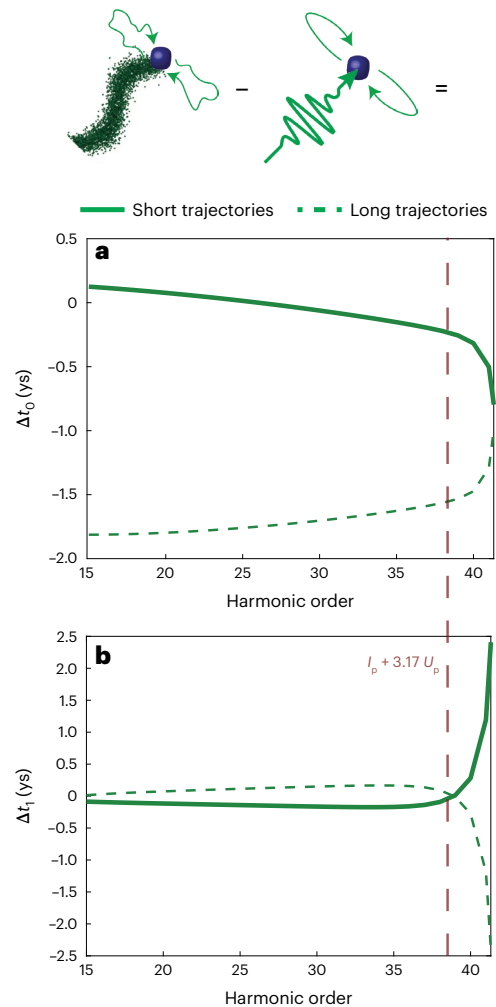 – =
Short trajectories Long trajectories
a
0.5
0
–0.5
–1.0
–1.5
–2.0
Δt₀ (ys)
15 20 25 30 35 40
Harmonic order
b
Iₚ + 3.17 Uₚ
2.5
2.0
1.5
1.0
0.5
0
–0.5
–1.0
–1.5
–2.0
–2.5
Δt₁ (ys)
15 20 25 30 35 40
Harmonic order